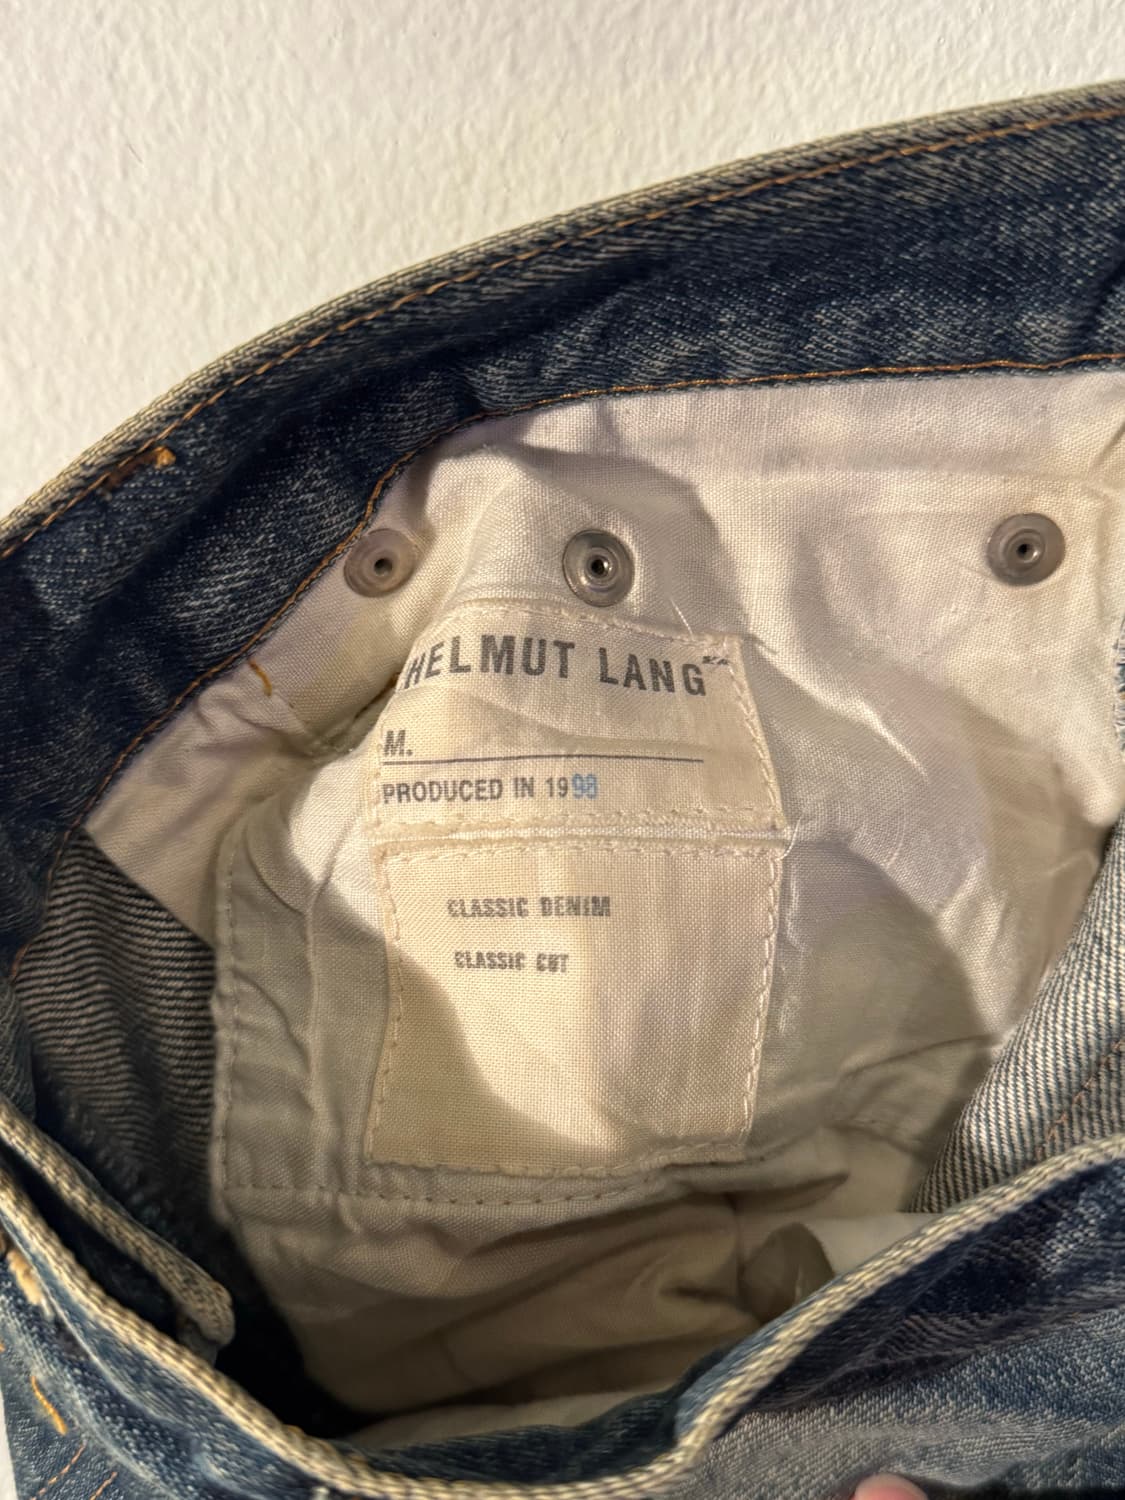 HELMUT LANG
M.
PRODUCED IN 1998
CLASSIC DENIM
CLASSIC CUT